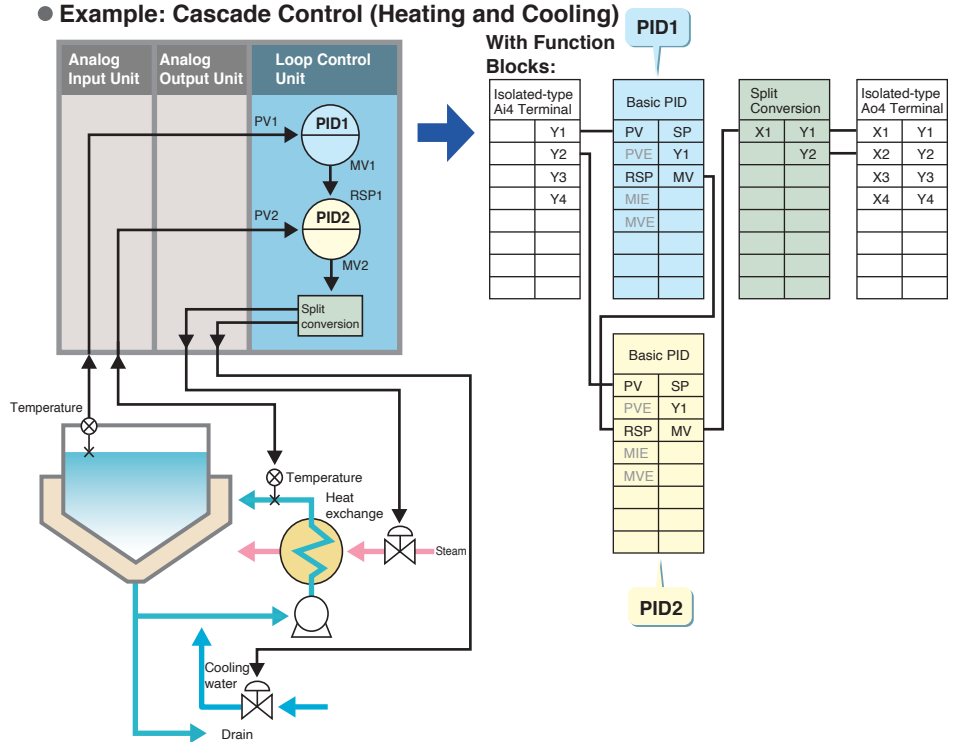 ● Example: Cascade Control (Heating and Cooling)
Analog
Input Unit
Analog
Output Unit
Loop Control
Unit
PV1
PID1
MV1
RSP1
PV2
PID2
MV2
Split
conversion
Temperature
Temperature
Heat
exchange
Steam
Cooling
water
Drain
PID1
With Function
Blocks:
Isolated-type
Ai4 Terminal
Y1
Y2
Y3
Y4
Basic PID
PV SP
PVE Y1
RSP MV
MIE
MVE
Split
Conversion
X1 Y1
Y2
Isolated-type
Ao4 Terminal
X1 Y1
X2 Y2
X3 Y3
X4 Y4
Basic PID
PV SP
PVE Y1
RSP MV
MIE
MVE
PID2